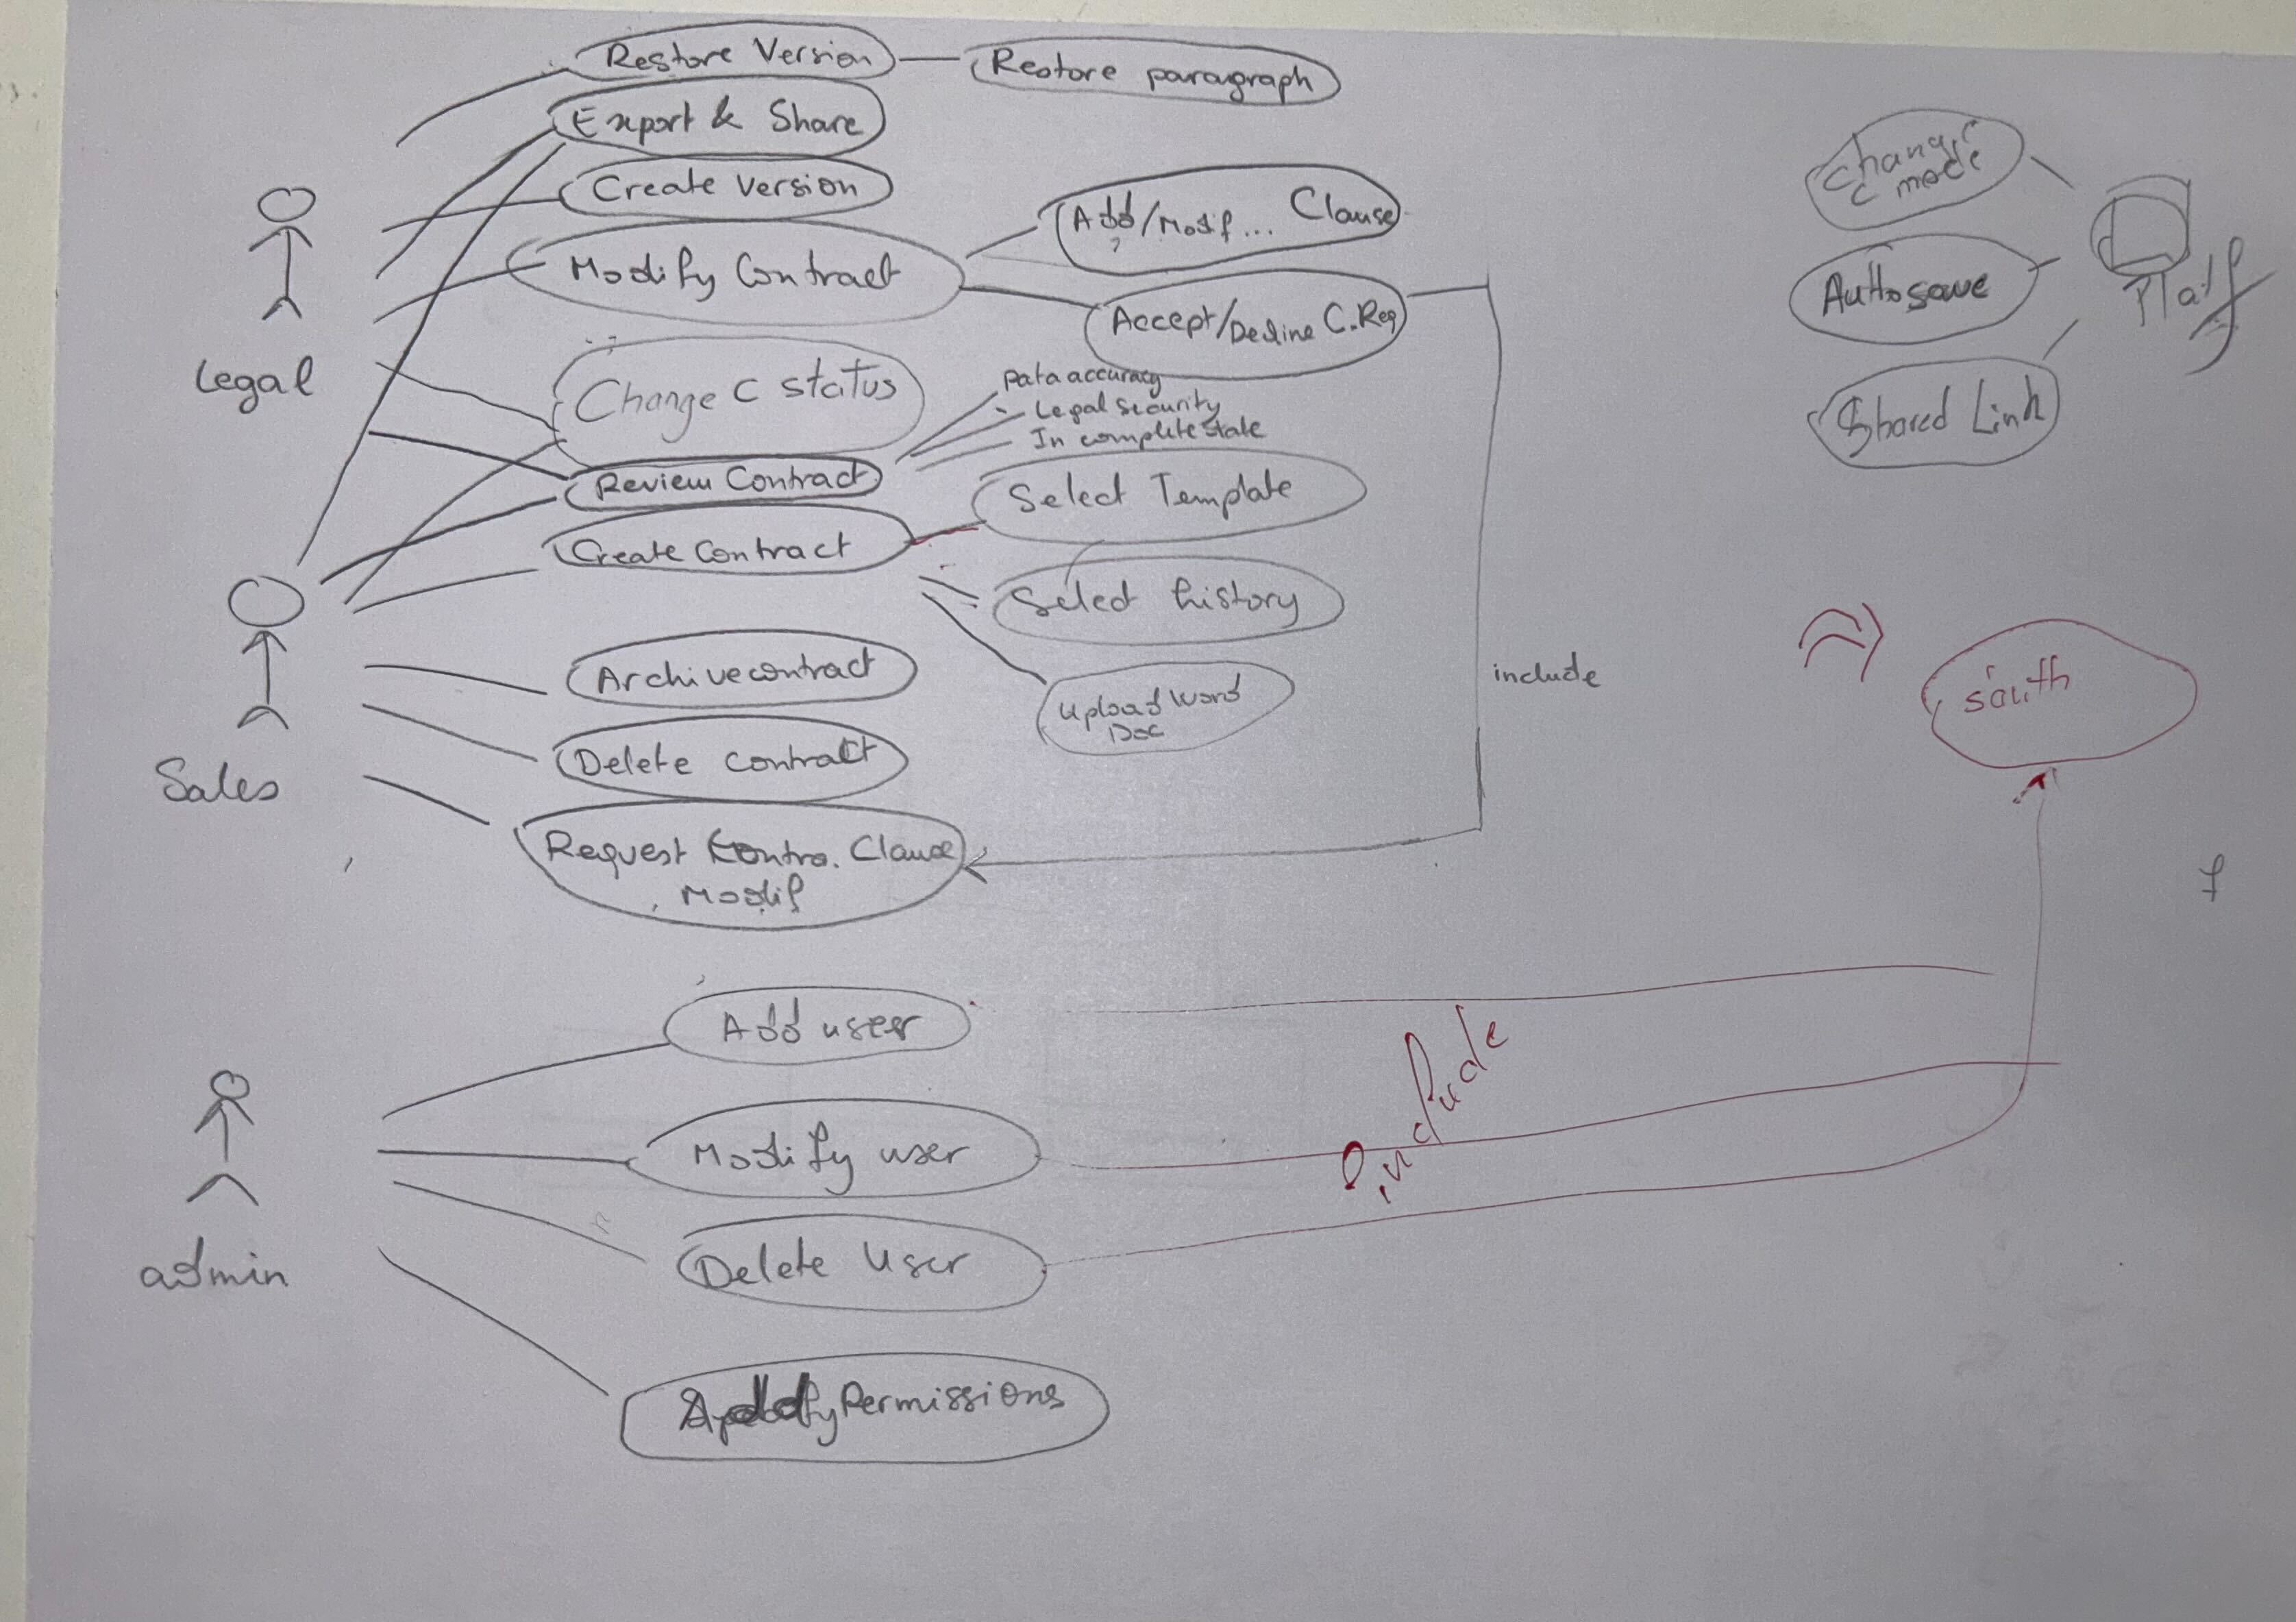 Restore Version
Restore paragraph
Export & Share
Create Version
Modify Contract
Add/Modif... Clause
Accept/Decline C.Req
Legal
Change C status
Data accuracy
Legal security
In complete state
Review Contract
Select Template
Create Contract
Select history
Archive contract
Upload Word
Doc
Delete contract
Sales
Request Contra. Clause
Modif
include
Change
C mode
Auttosave
Platf
Shared Link
sauth
Add user
Modify user
include
Delete User
admin
Permissions